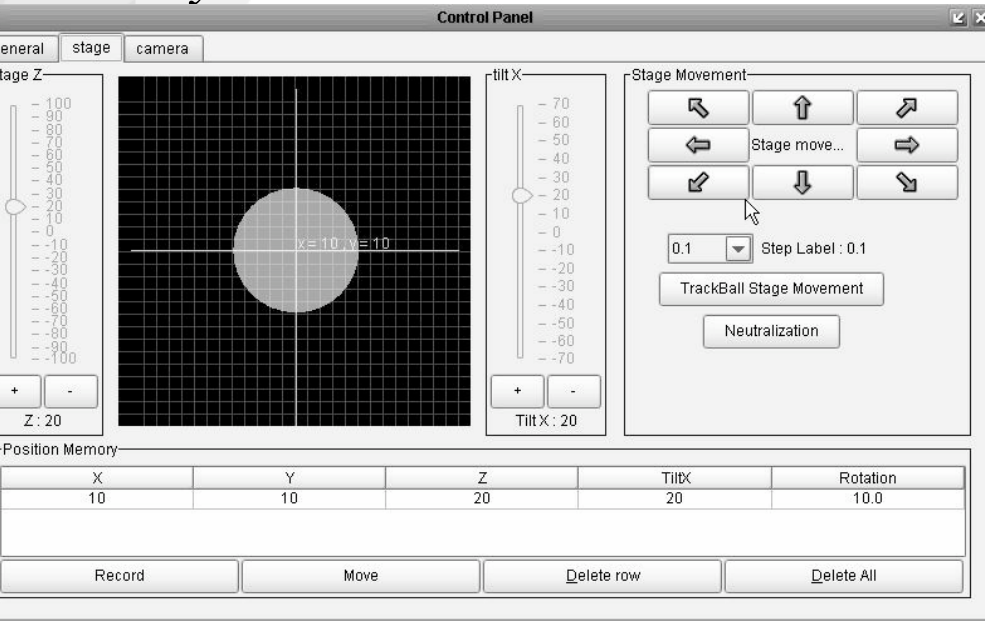 Control Panel
eneral stage camera
tage Z
100
90
80
70
60
50
40
30
20
10
0
-10
-20
-30
-40
-50
-60
-70
-80
-90
-100
+ -
Z : 20
x = 10 , y = 10
tilt X
70
60
50
40
30
20
10
0
-10
-20
-30
-40
-50
-60
-70
+ -
Tilt X : 20
Stage Movement
Stage move...
0.1 Step Label : 0.1
TrackBall Stage Movement
Neutralization
Position Memory
X Y Z TiltX Rotation
10 10 20 20 10.0
Record Move Delete row Delete All